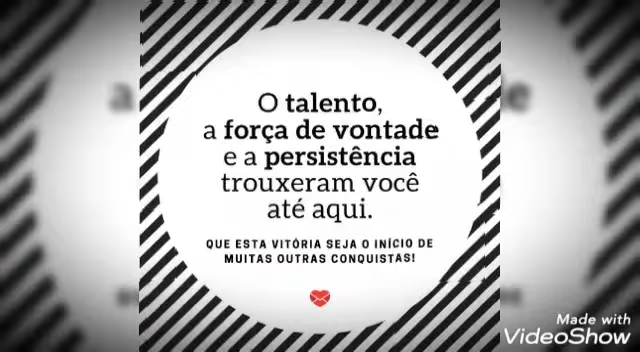 O talento,
a força de vontade
e a persistência
trouxeram você
até aqui.
QUE ESTA VITÓRIA SEJA O INÍCIO DE
MUITAS OUTRAS CONQUISTAS!
Made with
VideoShow